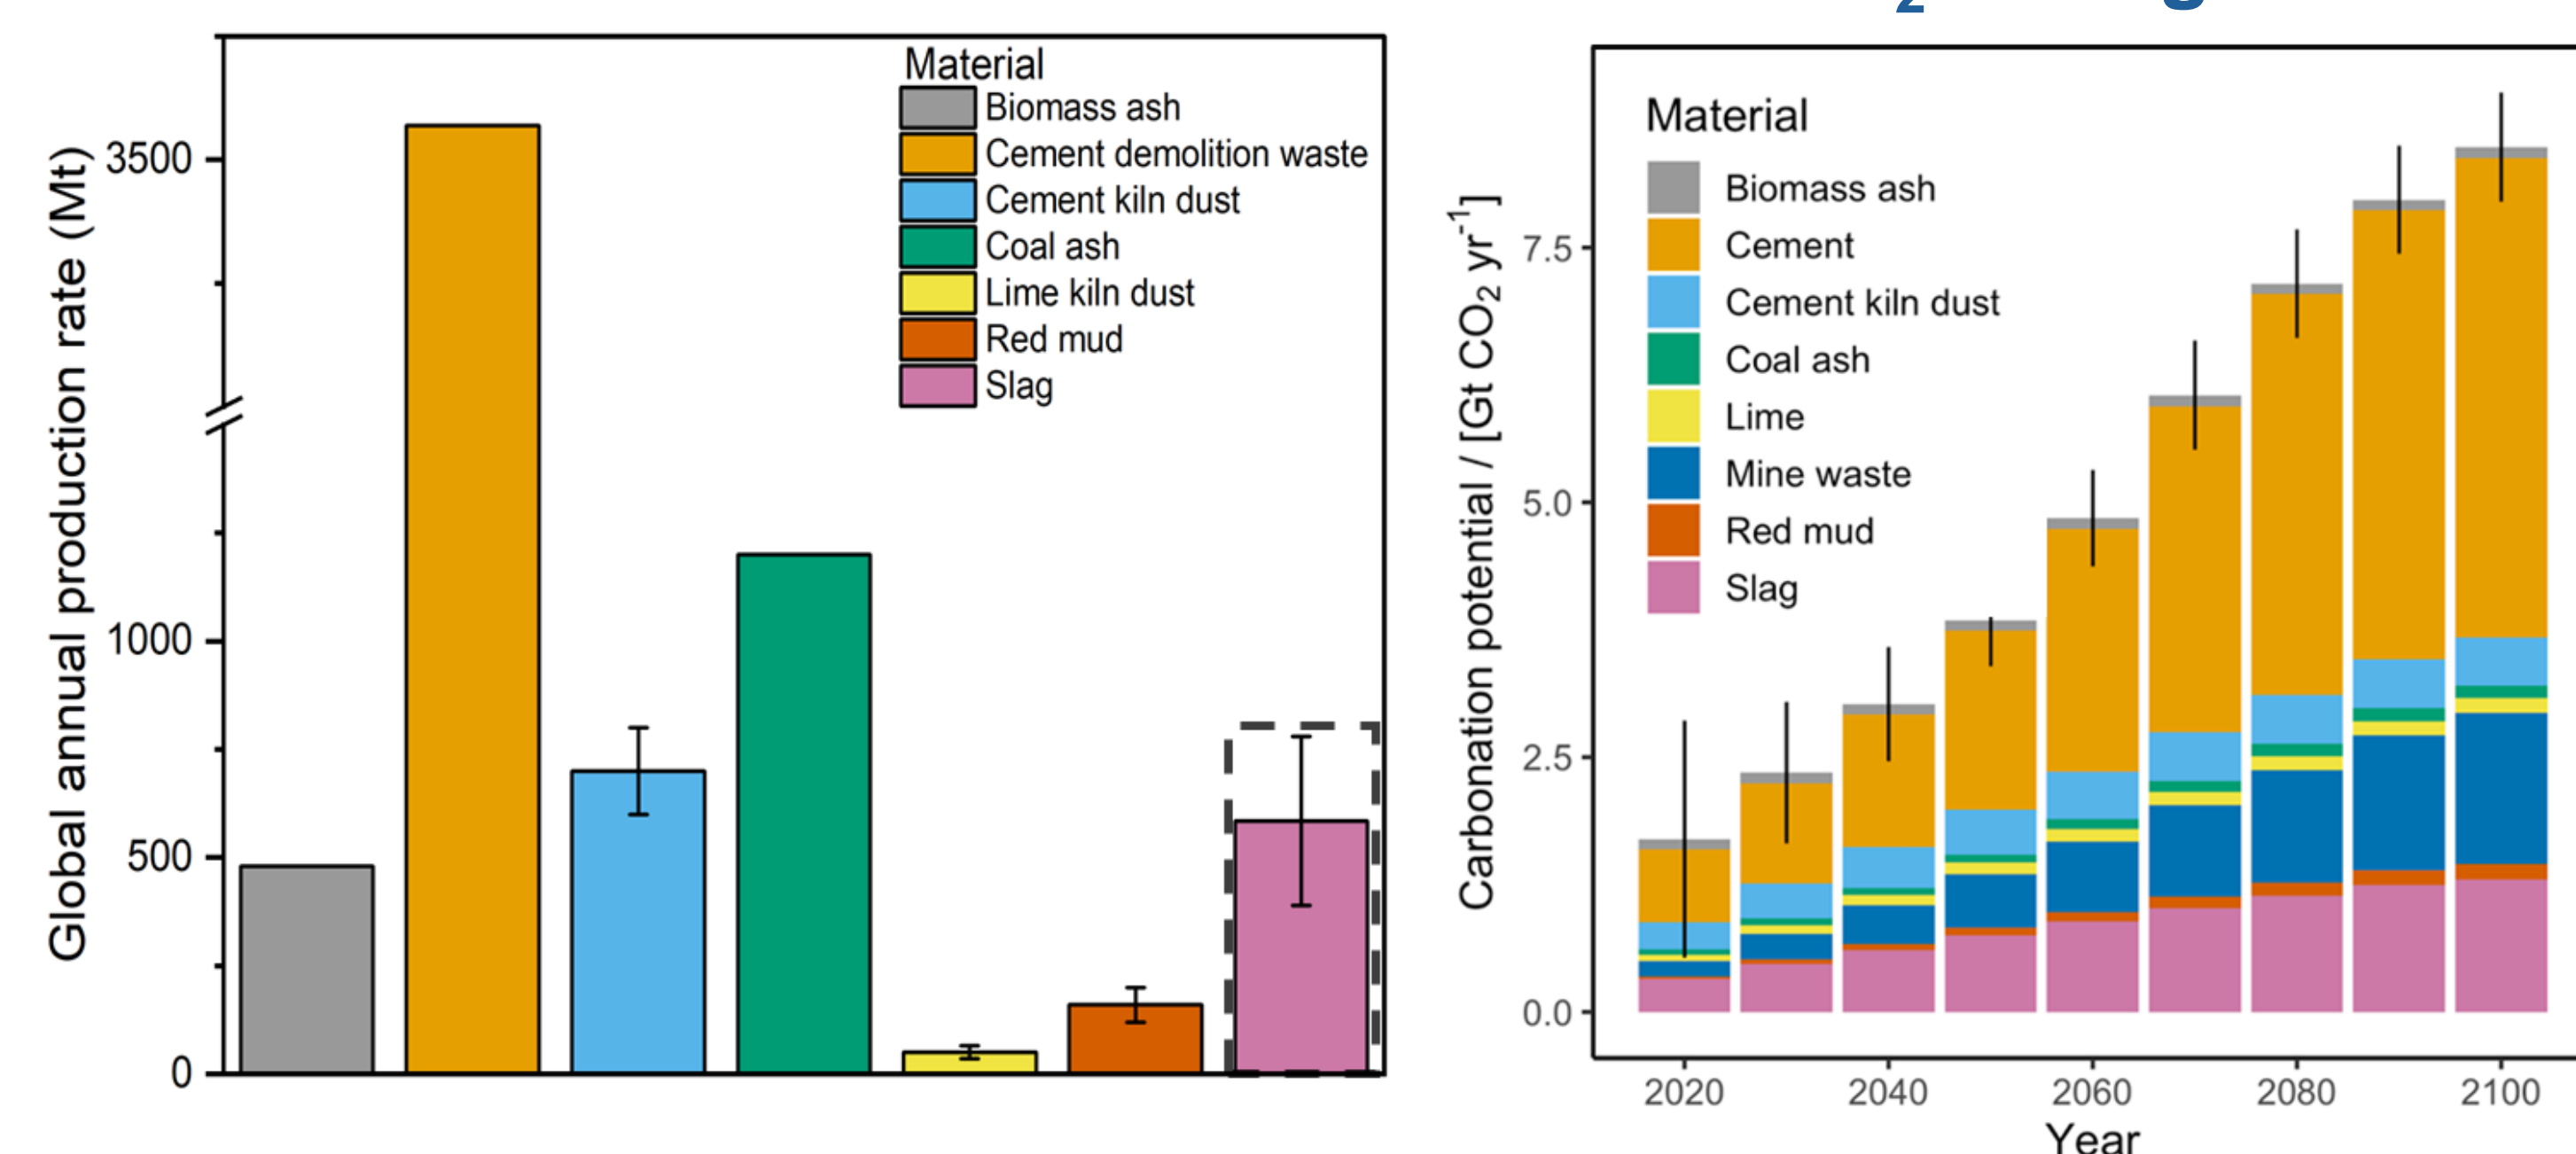 Global annual production rate (Mt)
3500
1000
500
0
Material
Biomass ash
Cement demolition waste
Cement kiln dust
Coal ash
Lime kiln dust
Red mud
Slag
Carbonation potential / [Gt CO₂ yr⁻¹]
7.5
5.0
2.5
0.0
Material
Biomass ash
Cement
Cement kiln dust
Coal ash
Lime
Mine waste
Red mud
Slag
2020 2040 2060 2080 2100
Year